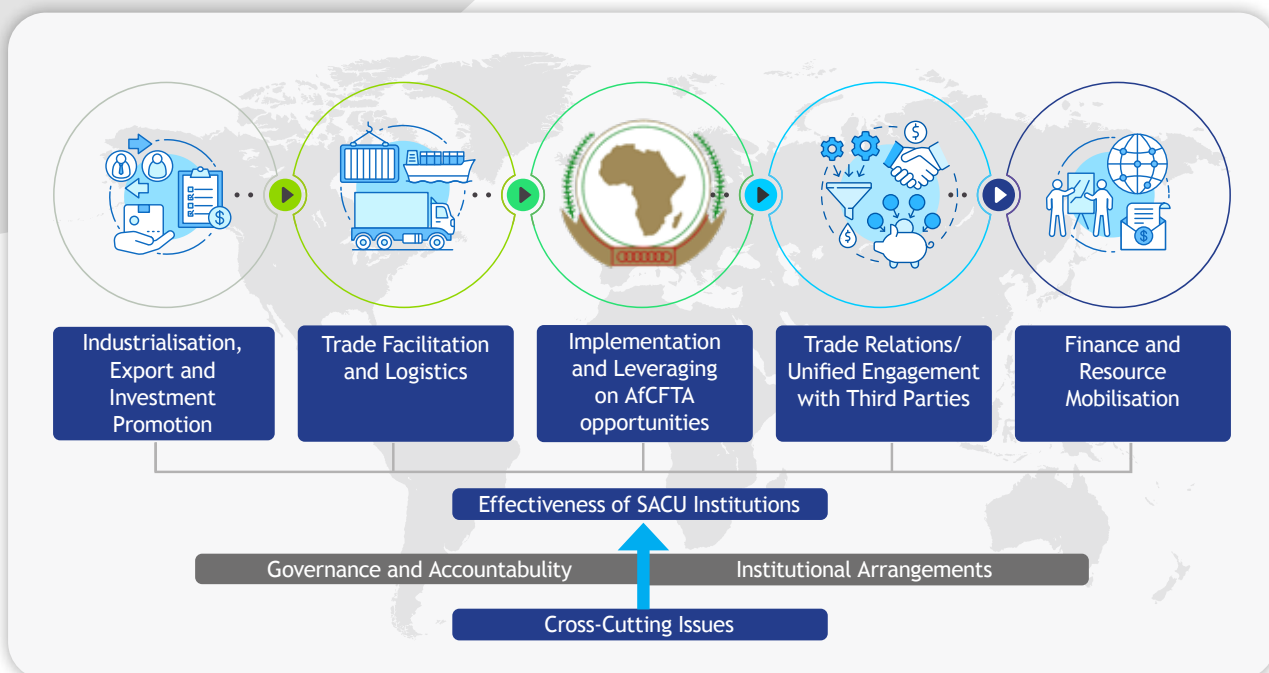 Industrialisation,
Export and
Investment
Promotion
Trade Facilitation
and Logistics
Implementation
and Leveraging
on AfCFTA
opportunities
Trade Relations/
Unified Engagement
with Third Parties
Finance and
Resource
Mobilisation
Effectiveness of SACU Institutions
Governance and Accountabulity
Institutional Arrangements
Cross-Cutting Issues